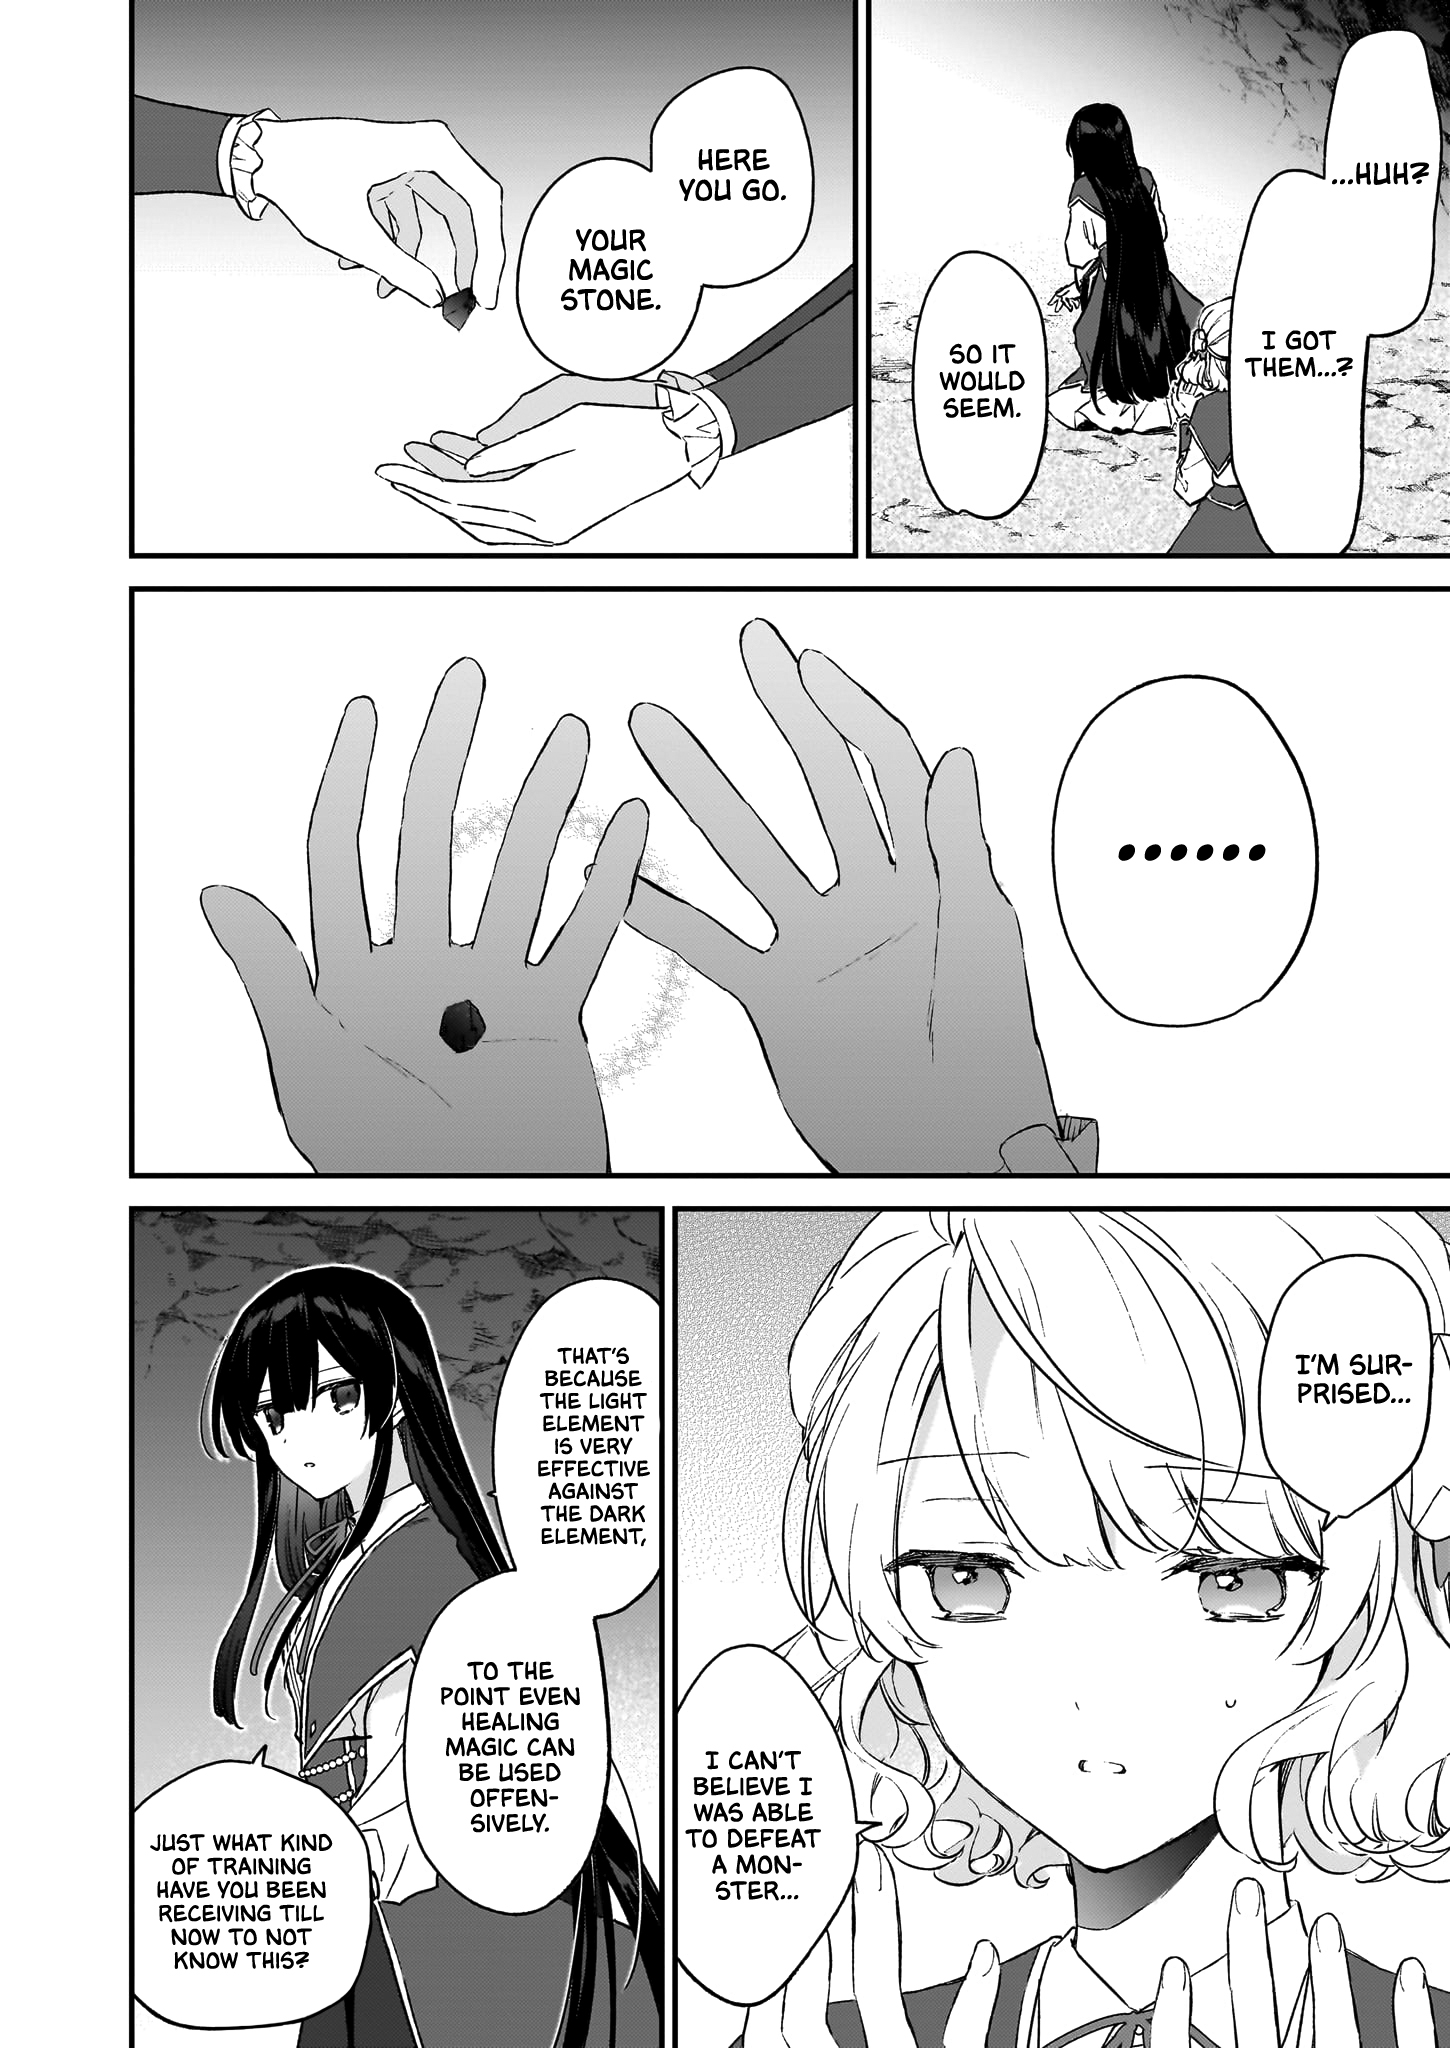 ...HUH?
I GOT
THEM...?
SO IT
WOULD
SEEM.
HERE
YOU GO.
YOUR
MAGIC
STONE.
••••••
I'M SUR-
PRISED...
I CAN'T
BELIEVE I
WAS ABLE
TO DEFEAT
A MON-
STER...
THAT'S
BECAUSE
THE LIGHT
ELEMENT
IS VERY
EFFECTIVE
AGAINST
THE DARK
ELEMENT,
TO THE
POINT EVEN
HEALING
MAGIC CAN
BE USED
OFFEN-
SIVELY.
JUST WHAT KIND
OF TRAINING
HAVE YOU BEEN
RECEIVING TILL
NOW TO NOT
KNOW THIS?